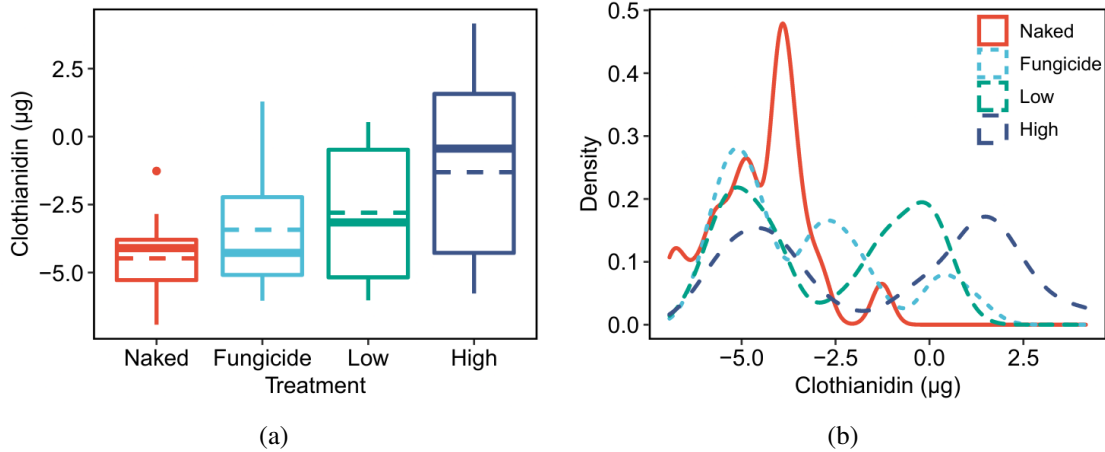 Clothianidin (µg)
2.5
0.0
−2.5
−5.0
Naked
Fungicide
Low
High
Treatment
(a)
Density
0.5
0.4
0.3
0.2
0.1
0.0
Naked
Fungicide
Low
High
−5.0
−2.5
0.0
2.5
Clothianidin (µg)
(b)